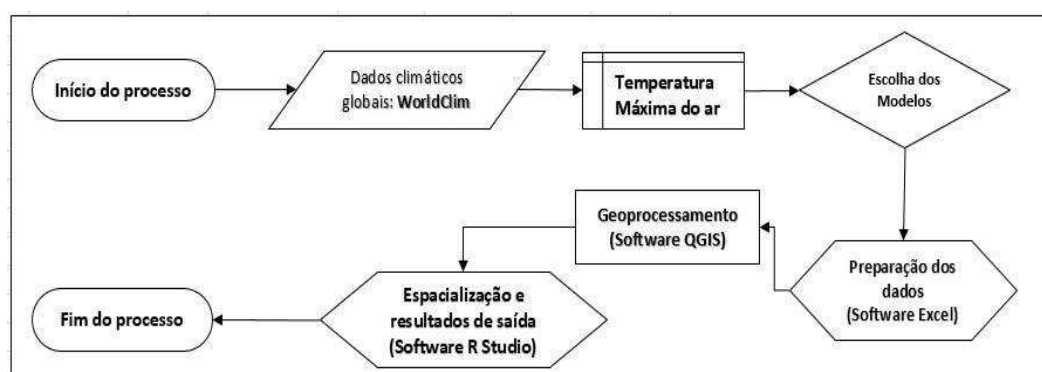 Início do processo
Dados climáticos
globais: WorldClim
Temperatura
Máxima do ar
Escolha dos
Modelos
Preparação dos
dados
(Software Excel)
Geoprocessamento
(Software QGIS)
Espacialização e
resultados de saída
(Software R Studio)
Fim do processo